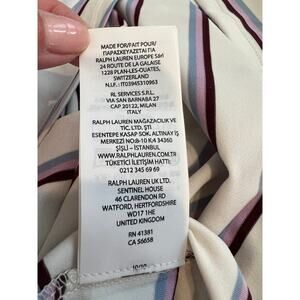 MADE FOR/FAIT POUR/
ΠΑΡΑΣΚΕΥΑΖΕΤΑΙ ΓΙΑ
RALPH LAUREN EUROPE Sàrl
24 ROUTE DE LA GALAISE
1228 PLAN-LES-OUATES,
SWITZERLAND
N.I.F.: IT03945310963
RL SERVICES S.R.L.
VIA SAN BARNABA 27
CAP 20122, MILAN
ITALY
RALPH LAUREN MAĞAZACILIK VE
TİC. LTD. ŞTİ
ESENTEPE KASAP SOK. ALTINAY İŞ
MERKEZİ NO:8-10 K:4 34360
ŞİŞLİ – İSTANBUL
WWW.RALPHLAUREN.COM.TR
TÜKETİCİ İLETİŞİM HATTI:
0212 345 69 69
RALPH LAUREN UK LTD.
SENTINEL HOUSE
46 CLARENDON RD
WATFORD, HERTFORDSHIRE
WD17 1HE
UNITED KINGDOM
RN 41381
CA 56658